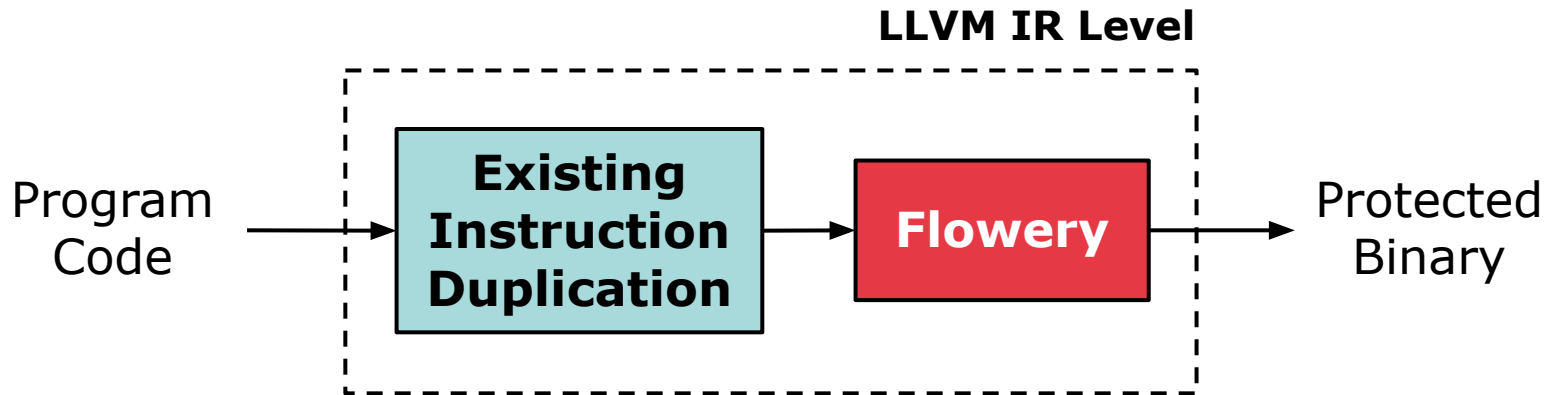 LLVM IR Level
Program
Code
Existing
Instruction
Duplication
Flowery
Protected
Binary